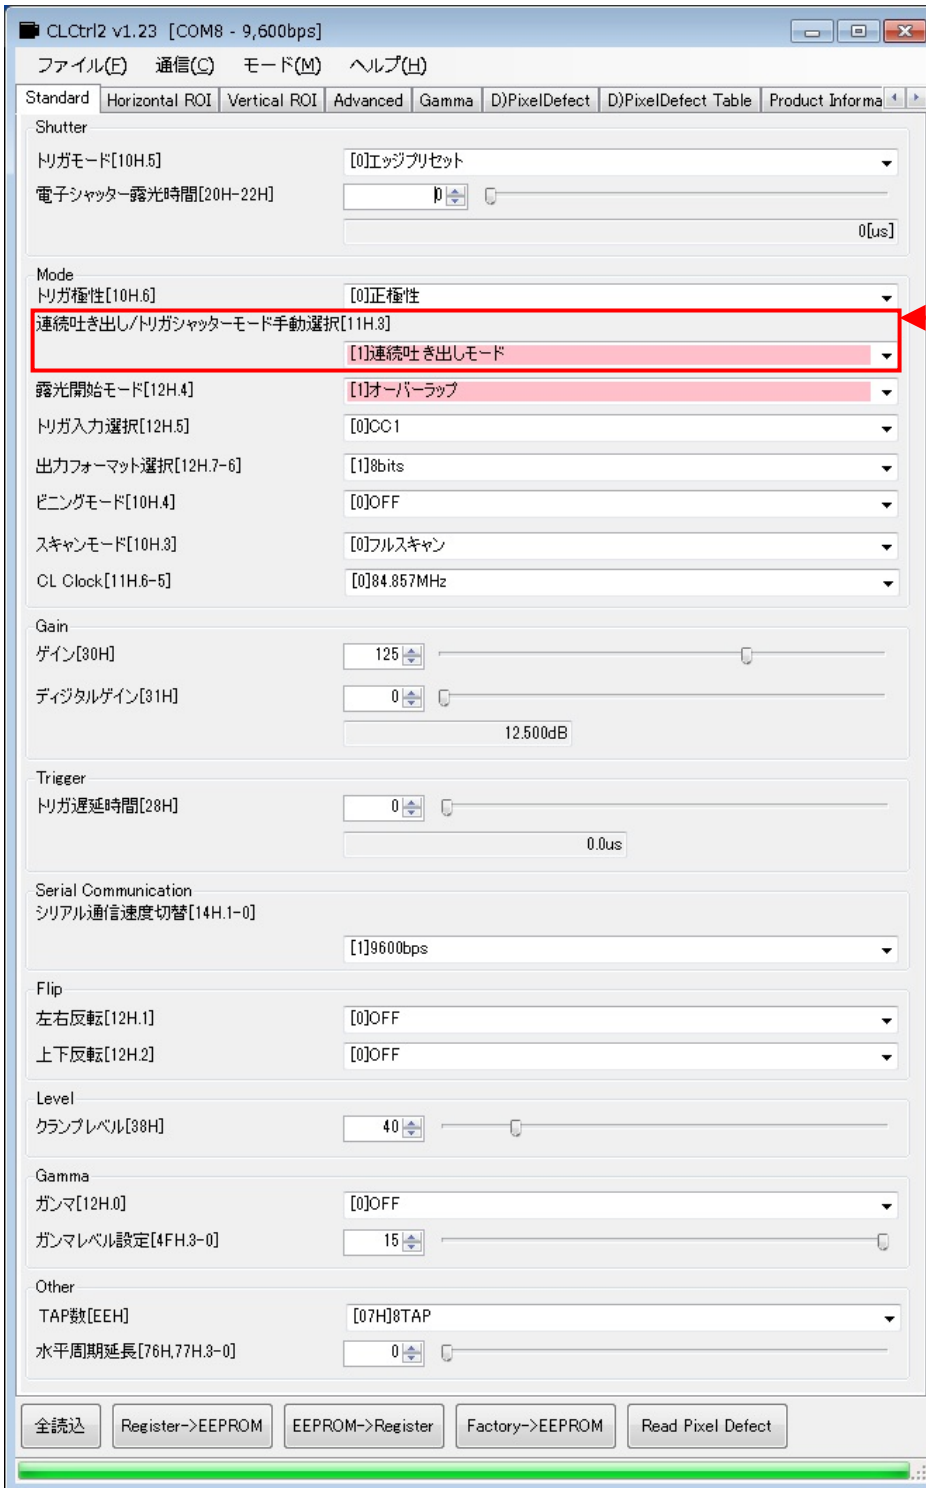 CLCtrl2 v1.23 [COM8 - 9,600bps]
ファイル(F) 通信(C) モード(M) ヘルプ(H)
Standard Horizontal ROI Vertical ROI Advanced Gamma D)PixelDefect D)PixelDefect Table Product Informa
Shutter
トリガモード[10H.5] [0]エッジプリセット
電子シャッター露光時間[20H-22H] 0
0[us]
Mode
トリガ極性[10H.6] [0]正極性
連続吐き出し/トリガシャッターモード手動選択[11H.3]
[1]連続吐き出しモード
露光開始モード[12H.4] [1]オーバーラップ
トリガ入力選択[12H.5] [0]CC1
出力フォーマット選択[12H.7-6] [1]8bits
ビニングモード[10H.4] [0]OFF
スキャンモード[10H.3] [0]フルスキャン
CL Clock[11H.6-5] [0]84.857MHz
Gain
ゲイン[30H] 125
ディジタルゲイン[31H] 0
12.500dB
Trigger
トリガ遅延時間[28H] 0
0.0us
Serial Communication
シリアル通信速度切替[14H.1-0]
[1]9600bps
Flip
左右反転[12H.1] [0]OFF
上下反転[12H.2] [0]OFF
Level
クランプレベル[38H] 40
Gamma
ガンマ[12H.0] [0]OFF
ガンマレベル設定[4FH.3-0] 15
Other
TAP数[EEH] [07H]8TAP
水平周期延長[76H,77H.3-0] 0
全読込 Register->EEPROM EEPROM->Register Factory->EEPROM Read Pixel Defect